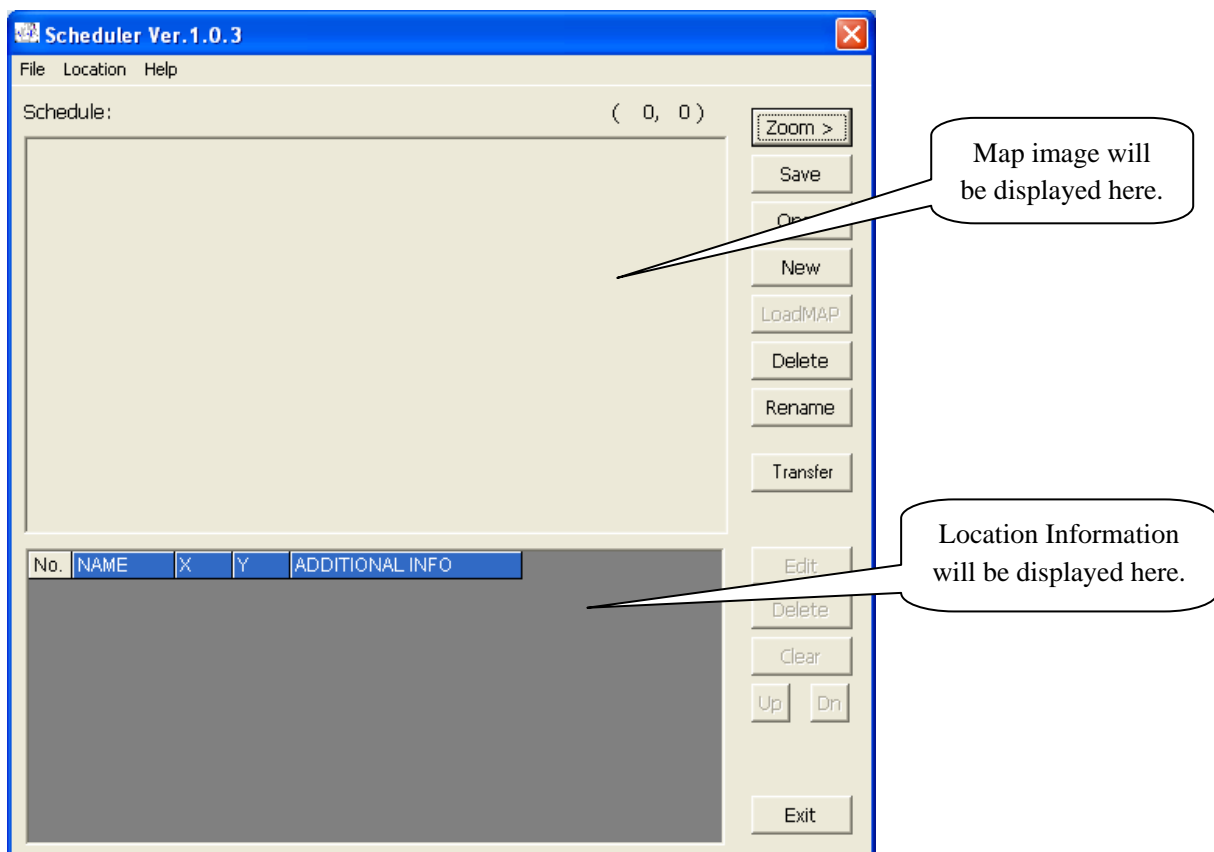 Scheduler Ver.1.0.3
File Location Help
Schedule:
( 0, 0 )
Zoom >
Save
New
LoadMAP
Delete
Rename
Transfer
Map image will
be displayed here.
No. NAME X Y ADDITIONAL INFO
Edit
Delete
Clear
Up Dn
Exit
Location Information
will be displayed here.